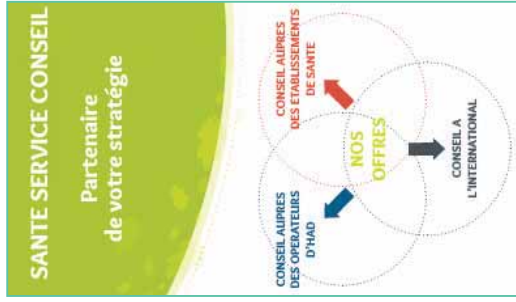 SANTE SERVICE CONSEIL
Partenaire
de votre stratégie
CONSEIL AUPRES
DES OPERATEURS
D'HAD
CONSEIL AUPRES
DES ETABLISSEMENTS
DE SANTE
NOS
OFFRES
CONSEIL A
L'INTERNATIONAL